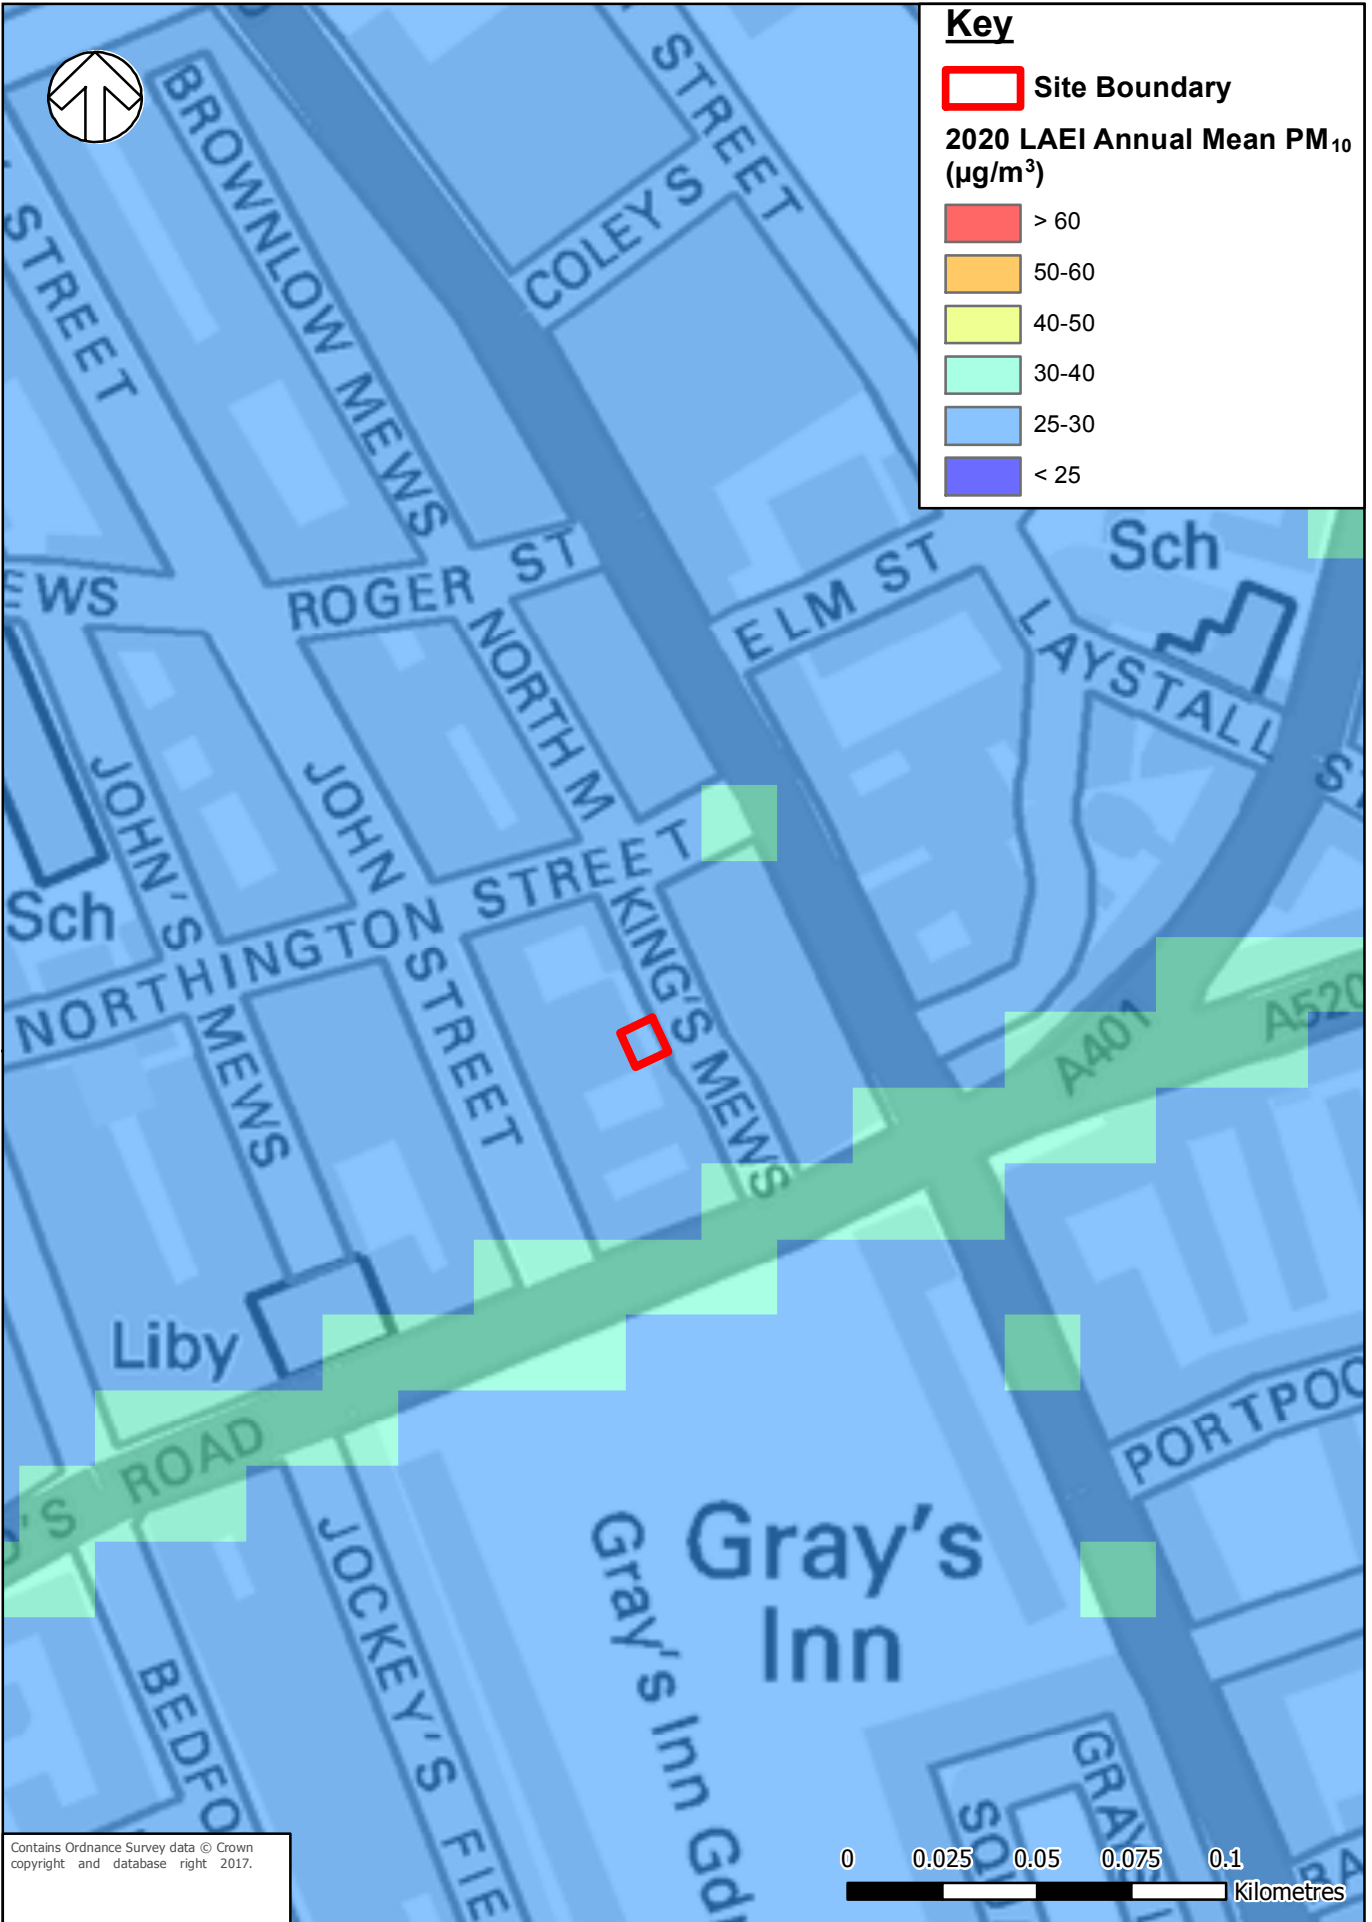 Key
Site Boundary
2020 LAEI Annual Mean PM₁₀
(µg/m³)
> 60
50-60
40-50
30-40
25-30
< 25
STREET
BROWNLOW MEWS
COLEY S
STREET
Sch
EWS
ROGER ST
ELM ST
LAYSTALL
NORTH M
JOHN'S MEWS
JOHN STREET
Sch
NORTHINGTON STREET
KING'S MEWS
A401
A520
Liby
ROAD
'S
PORTPOO
JOCKEY'S FIE
Gray's
Inn
Gray's Inn Gd
BEDFO
GRAY
SQU
BA
Contains Ordnance Survey data © Crown
copyright and database right 2017.
0 0.025 0.05 0.075 0.1
Kilometres